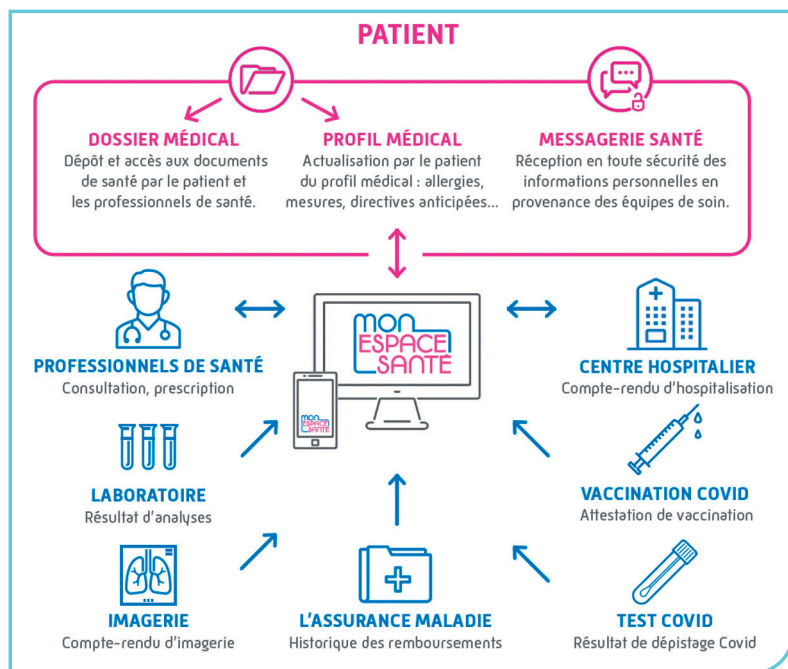 PATIENT
DOSSIER MÉDICAL
Dépôt et accès aux documents
de santé par le patient et
les professionnels de santé.
PROFIL MÉDICAL
Actualisation par le patient
du profil médical : allergies,
mesures, directives anticipées...
MESSAGERIE SANTÉ
Réception en toute sécurité des
informations personnelles en
provenance des équipes de soin.
mon
ESPACE
SANTÉ
mon
ESPACE
SANTÉ
PROFESSIONNELS DE SANTÉ
Consultation, prescription
CENTRE HOSPITALIER
Compte-rendu d'hospitalisation
LABORATOIRE
Résultat d'analyses
VACCINATION COVID
Attestation de vaccination
IMAGERIE
Compte-rendu d'imagerie
L'ASSURANCE MALADIE
Historique des remboursements
TEST COVID
Résultat de dépistage Covid